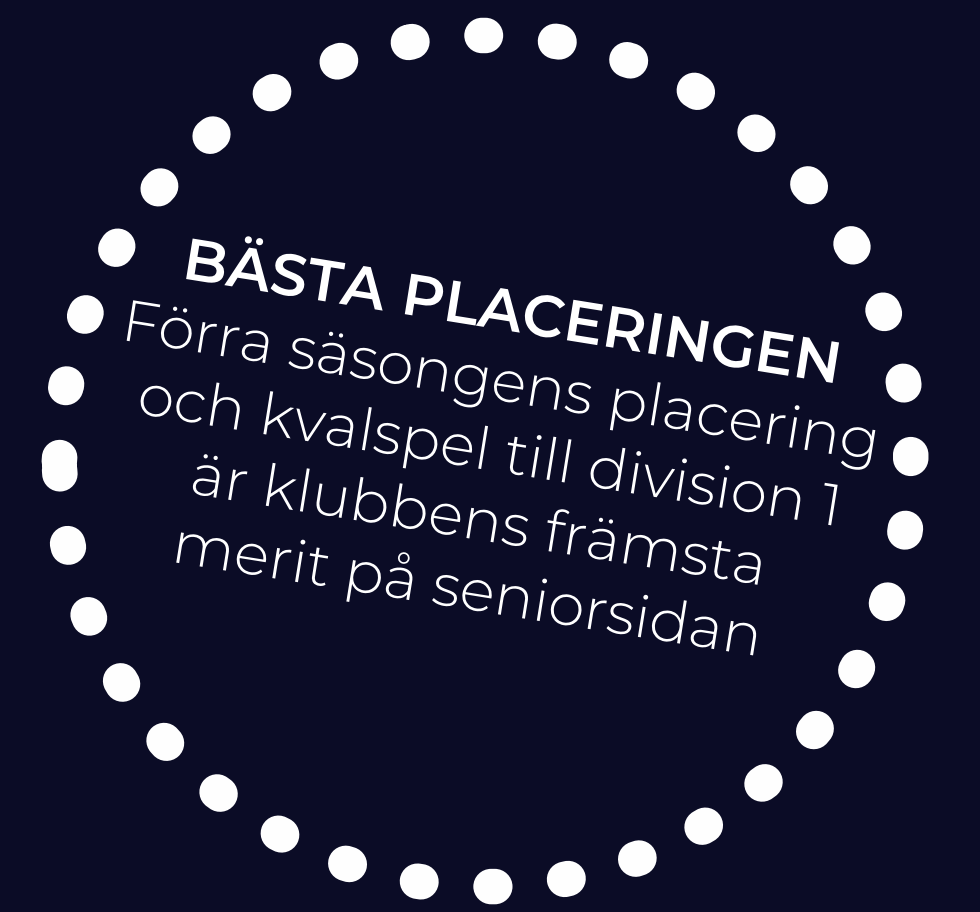 BÄSTA PLACERINGEN
Förra säsongens placering
och kvalspel till division 1
är klubbens främsta
merit på seniorsidan